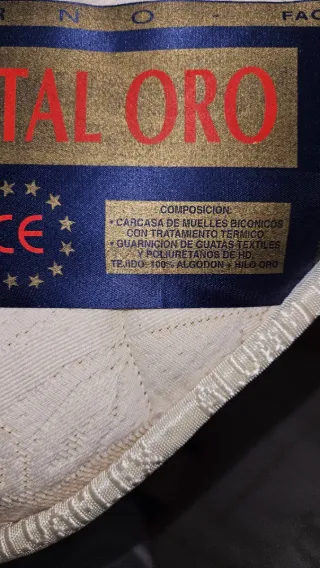 RNO - FAC
TAL ORO
CE
COMPOSICION:
• CARCASA DE MUELLES BICONICOS
CON TRATAMIENTO TERMICO.
• GUARNICION DE GUATAS TEXTILES
Y POLIURETANOS DE HD.
TEJIDO: 100% ALGODON + HILO ORO